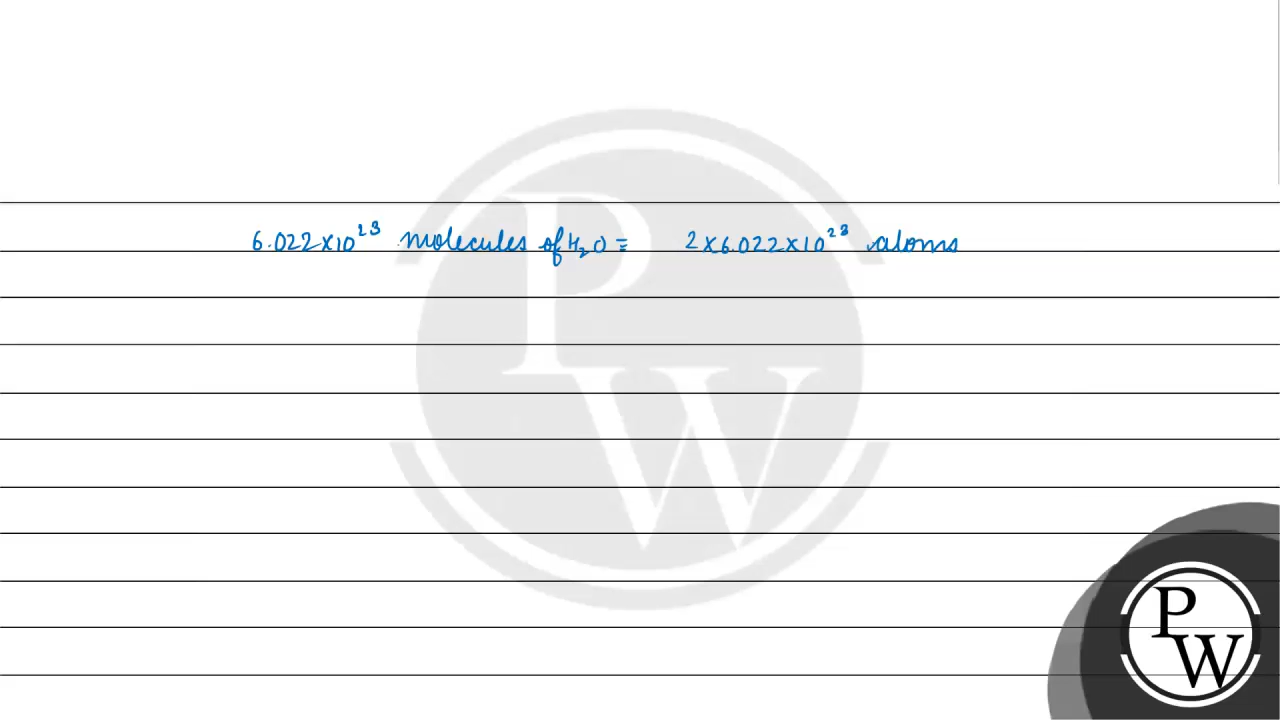 6.022×10²³ molecules of H₂O = 2×6.022×10²³ atoms
P
W
P
W